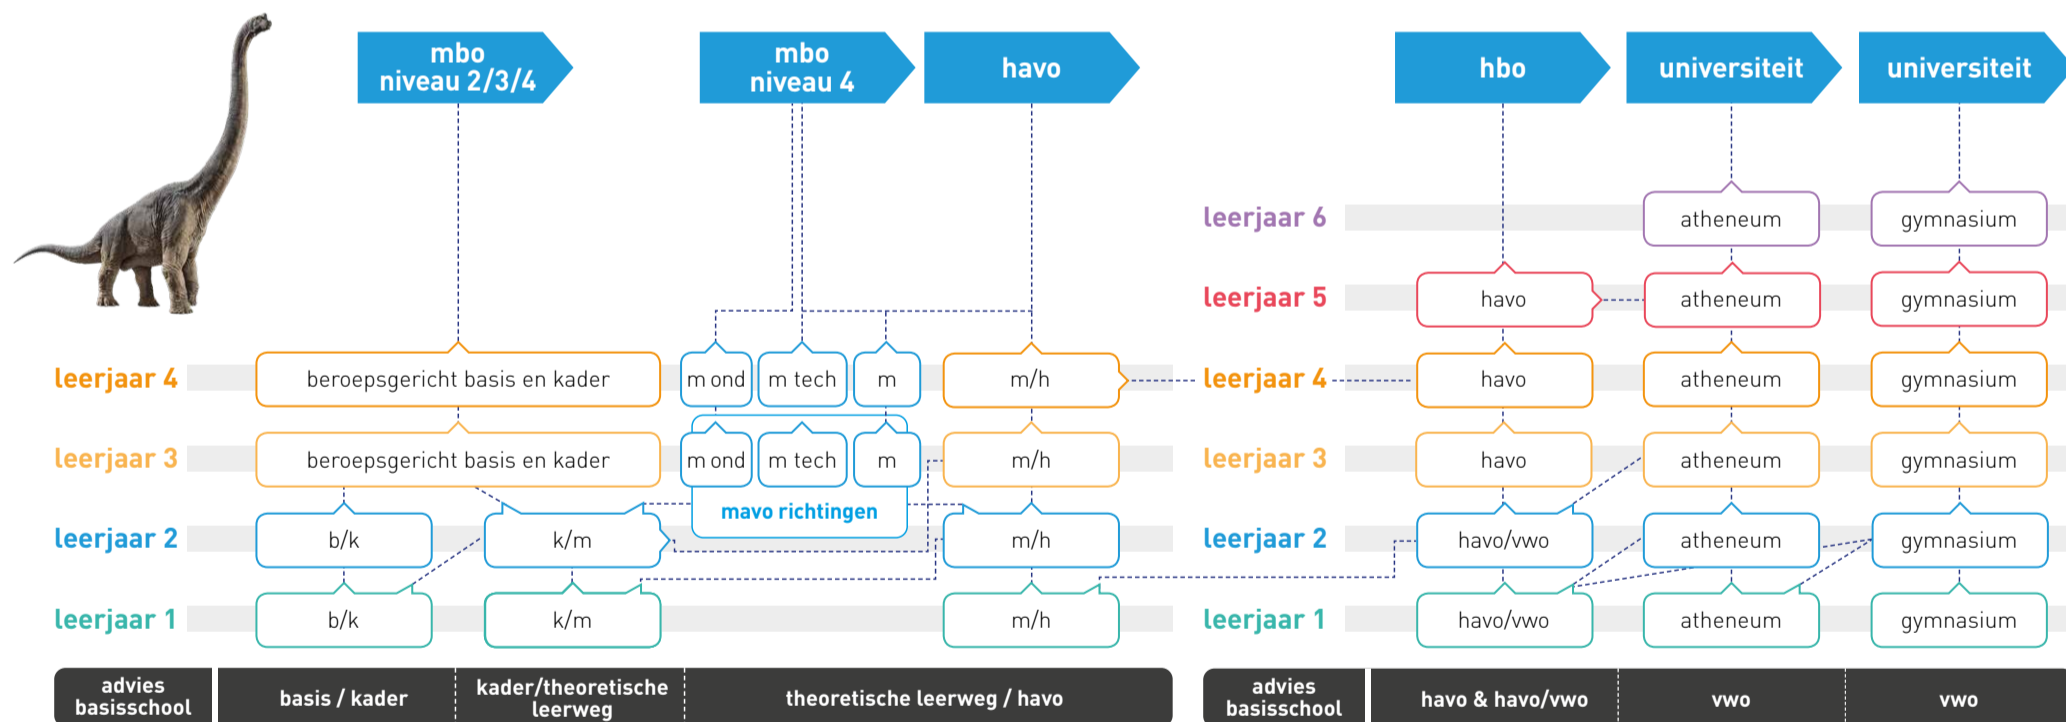 mbo
niveau 2/3/4
mbo
niveau 4
havo
hbo
universiteit
universiteit
leerjaar 6
atheneum
gymnasium
leerjaar 5
havo
atheneum
gymnasium
leerjaar 4
beroepsgericht basis en kader
m ond
m tech
m
m/h
leerjaar 4
havo
atheneum
gymnasium
leerjaar 3
beroepsgericht basis en kader
m ond
m tech
m
m/h
leerjaar 3
havo
atheneum
gymnasium
mavo richtingen
leerjaar 2
b/k
k/m
m/h
leerjaar 2
havo/vwo
atheneum
gymnasium
leerjaar 1
b/k
k/m
m/h
leerjaar 1
havo/vwo
atheneum
gymnasium
advies
basisschool
basis / kader
kader/theoretische
leerweg
theoretische leerweg / havo
advies
basisschool
havo & havo/vwo
vwo
vwo